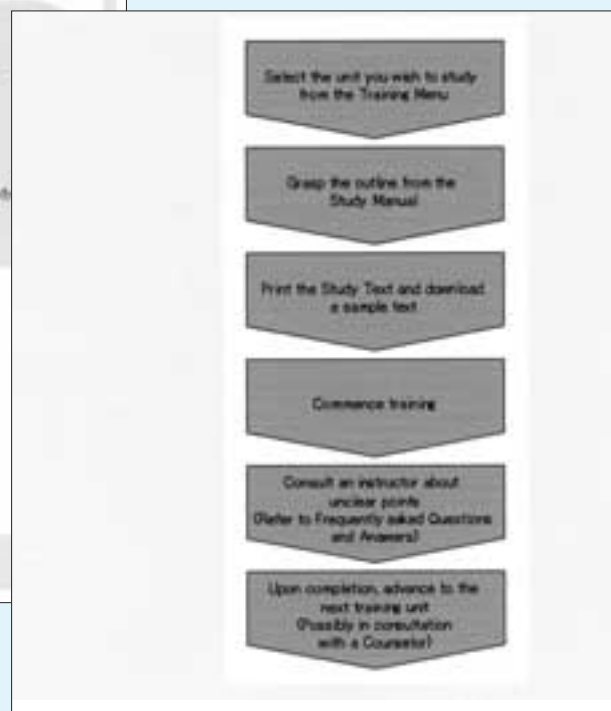 Select the unit you wish to study
from the Training Menu
Grasp the outline from the
Study Manual
Print the Study Text and download
a sample text
Commence training
Consult an instructor about
unclear points
(Refer to Frequently asked Questions
and Answers)
Upon completion, advance to the
next training unit
(Possibly in consultation
with a Counselor)